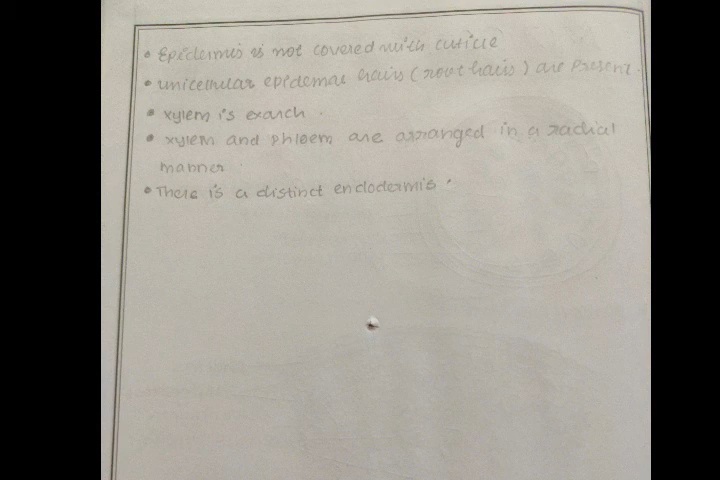 • Epidermis is not covered with cuticle
• unicellular epidermal hairs (root hairs) are Present.
• xylem is exarch.
• xylem and phloem are arranged in a radial
manner.
• There is a distinct endodermis.